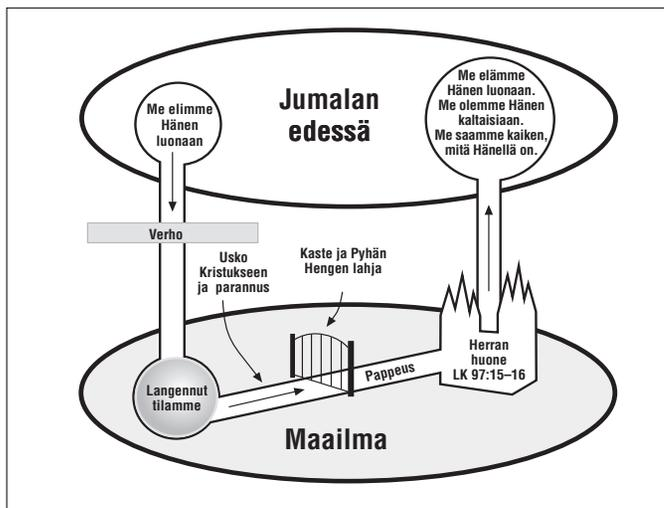 Me elimme
Hänen
luonaan
Jumalan
edessä
Me elämme
Hänen luonaan.
Me olemme Hänen
kaltaisiaan.
Me saamme kaiken,
mitä Hänellä on.
Verho
Usko
Kristukseen
ja parannus
Kaste ja Pyhän
Hengen lahja
Langennut
tilamme
Pappeus
Herran
huone
LK 97:15–16
Maailma